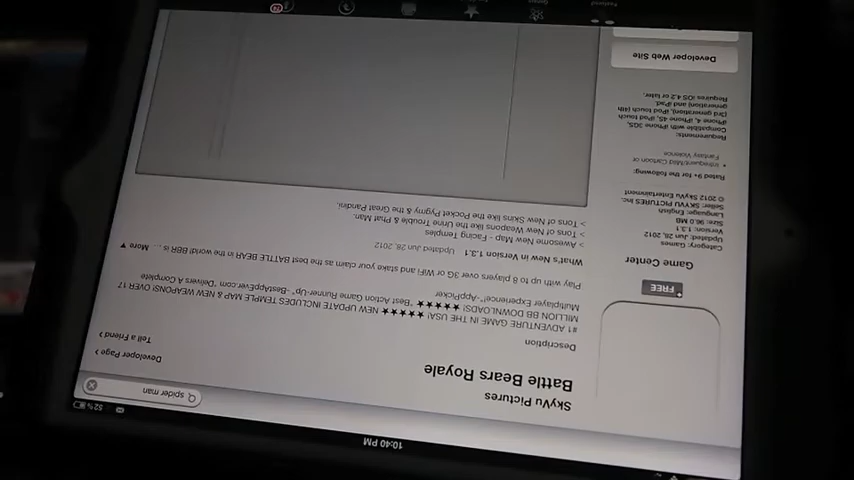 10:40 PM
52%
spider man
SkyVu Pictures
Battle Bears Royale
Developer Page >
Tell a Friend >
Description
#1 ADVENTURE GAME IN THE USA! ★★★★★ NEW UPDATE INCLUDES TEMPLE MAP & NEW WEAPONS! OVER 17
MILLION BB DOWNLOADS! ★★★★★ "Best Action Game Runner-Up" -BestAppEver.com "Delivers A Complete
Multiplayer Experience!" -AppPicker
Play with up to 8 players over 3G or WiFi and stake your claim as the best BATTLE BEAR in the world! BBR is ... More ▼
What's New in Version 1.3.1 Updated Jun 28, 2012
> Awesome New Map - Facing Temples
> Tons of New Weapons like the Urine Trouble & Phat Man.
> Tons of New Skins like the Pocket Pygmy & the Great Pandini.
FREE
Game Center
Category: Games
Updated: Jun 28, 2012
Version: 1.3.1
Size: 96.0 MB
Language: English
Seller: SKYVU PICTURES Inc.
© 2012 SkyVu Entertainment
Rated 9+ for the following:
• Infrequent/Mild Cartoon or
Fantasy Violence
Requirements:
Compatible with iPhone 3GS,
iPhone 4, iPhone 4S, iPod touch
(3rd generation), iPod touch (4th
generation) and iPad.
Requires iOS 4.2 or later.
Developer Web Site
Featured
Genius